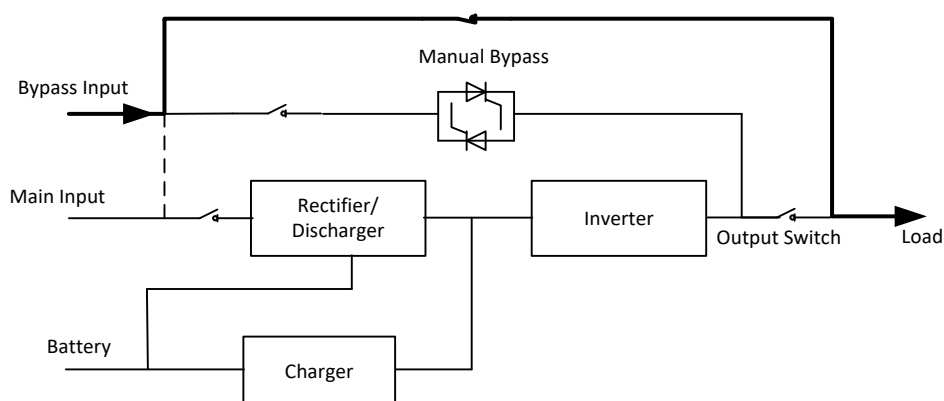 Manual Bypass
Bypass Input
Main Input
Rectifier/
Discharger
Inverter
Output Switch
Load
Battery
Charger